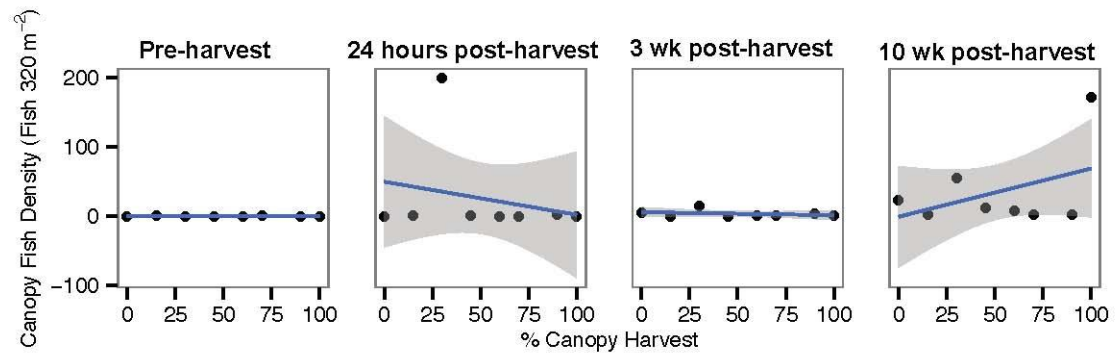 Pre-harvest
24 hours post-harvest
3 wk post-harvest
10 wk post-harvest
Canopy Fish Density (Fish 320 m⁻²)
200
100
0
−100
0 25 50 75 100
0 25 50 75 100
0 25 50 75 100
0 25 50 75 100
% Canopy Harvest